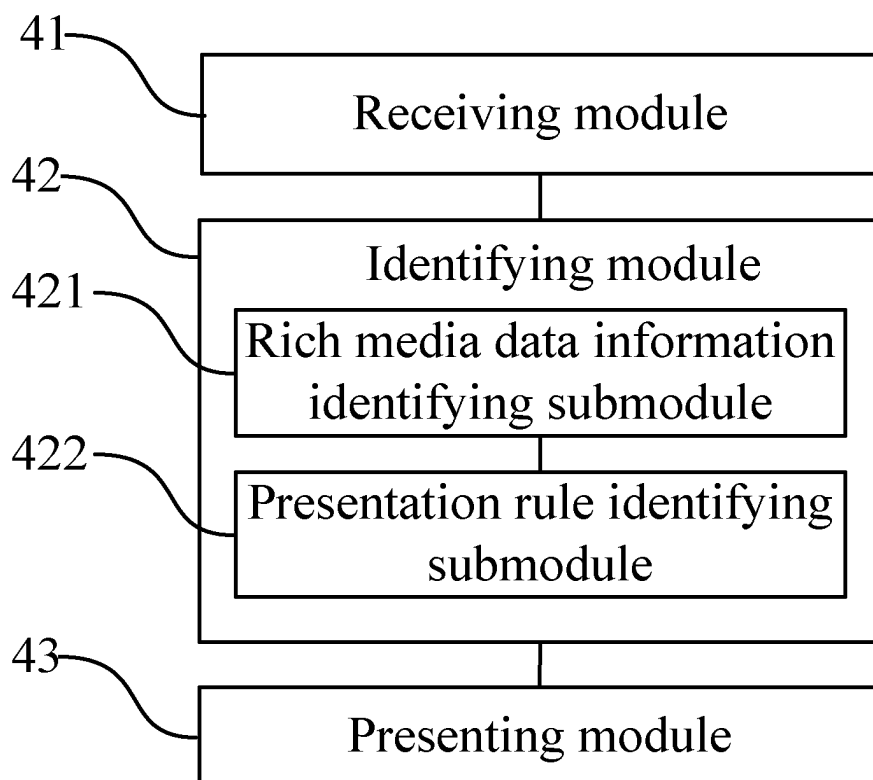 41
Receiving module
42
Identifying module
421
Rich media data information
identifying submodule
422
Presentation rule identifying
submodule
43
Presenting module